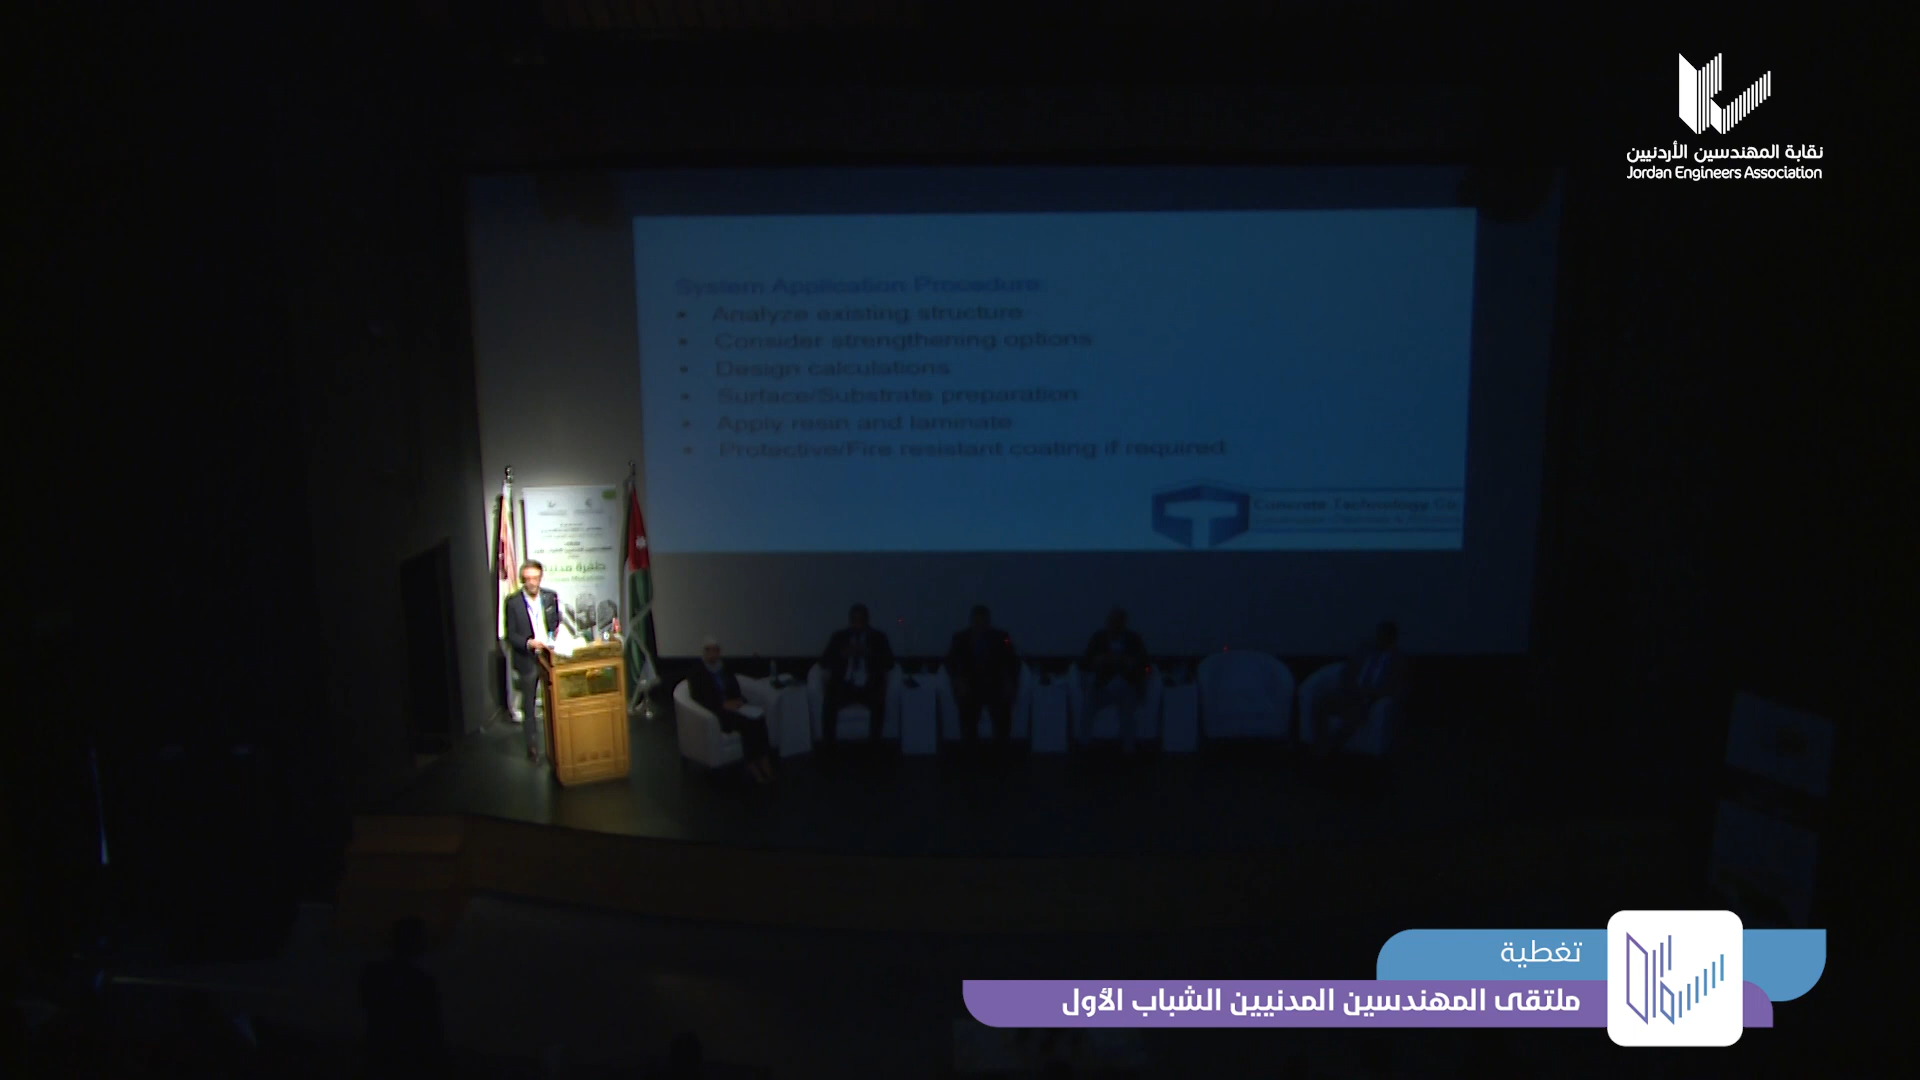 نقابة المهندسين الأردنيين
Jordan Engineers Association
System Application Procedure:
• Analyze existing structure
• Consider strengthening options
• Design calculations
• Surface/Substrate preparation
• Apply resin and laminate
• Protective/Fire resistant coating if required
Concrete Technology Co
طفرة مدنية
تغطية
ملتقى المهندسين المدنيين الشباب الأول